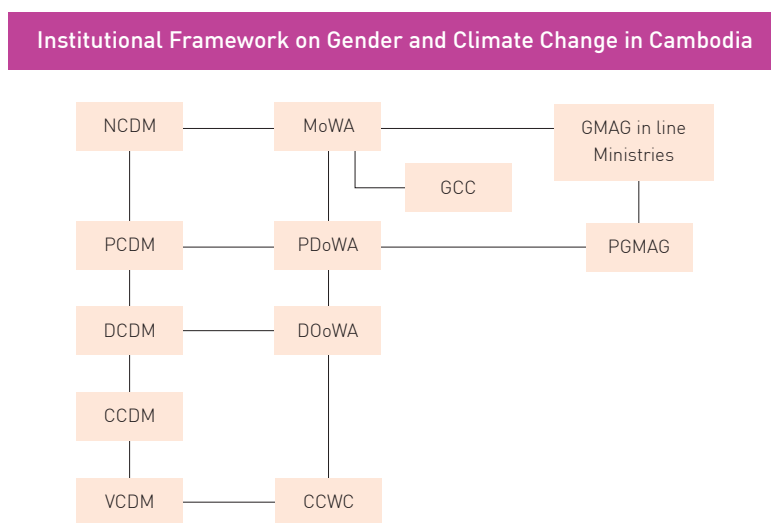 Institutional Framework on Gender and Climate Change in Cambodia
NCDM
MoWA
GMAG in line
Ministries
GCC
PCDM
PDoWA
PGMAG
DCDM
DOoWA
CCDM
VCDM
CCWC